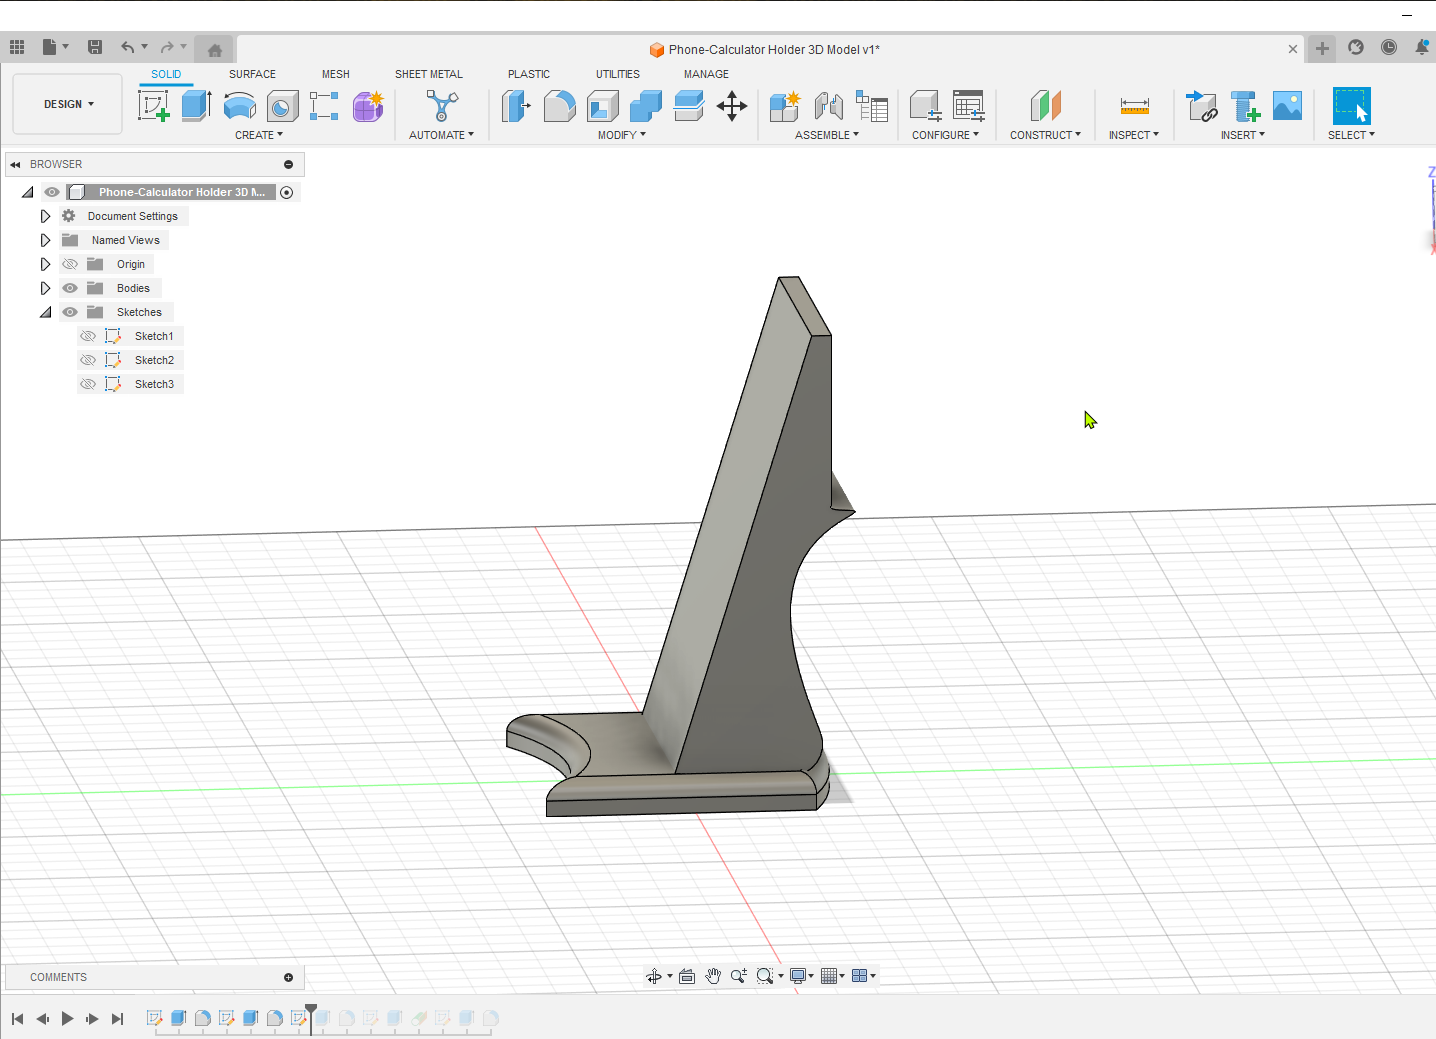 Phone-Calculator Holder 3D Model v1*
SOLID SURFACE MESH SHEET METAL PLASTIC UTILITIES MANAGE
DESIGN
CREATE AUTOMATE MODIFY ASSEMBLE CONFIGURE CONSTRUCT INSPECT INSERT SELECT
BROWSER
Phone-Calculator Holder 3D M...
Document Settings
Named Views
Origin
Bodies
Sketches
Sketch1
Sketch2
Sketch3
Z
X
COMMENTS